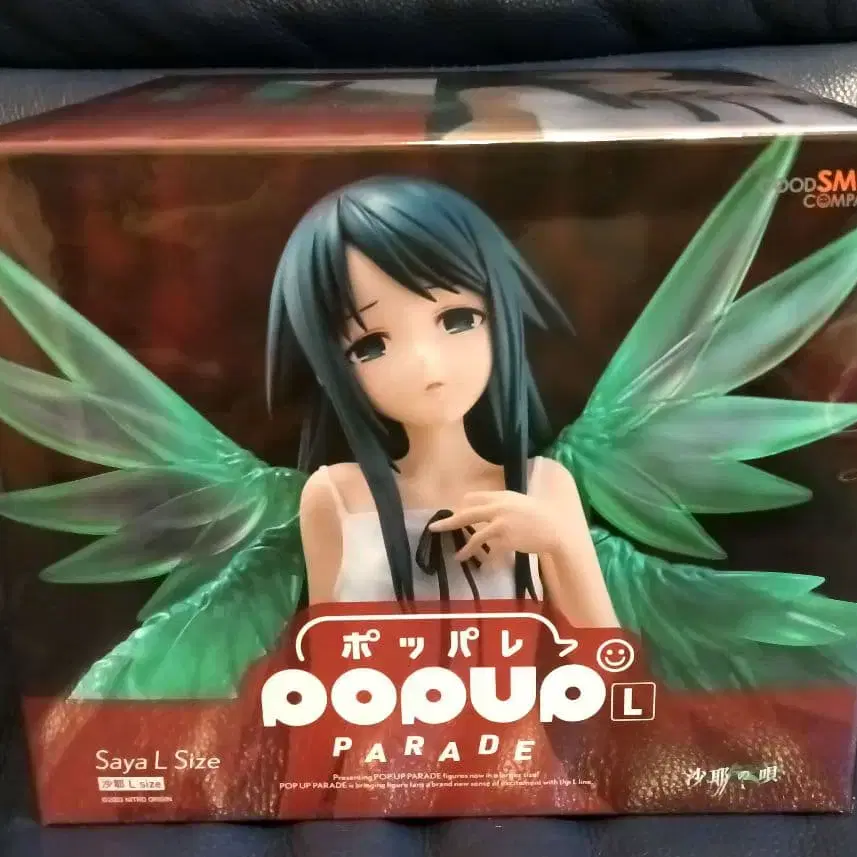 GOODSM
COMPA
ポッパレ
POPUP L
PARADE
Saya L Size
沙耶 L size
©2003 NITRO ORIGIN
Presenting POP UP PARADE figures now in a larger size!
POP UP PARADE is bringing figure fans a brand new sense of excitement with the L line.
沙耶の唄